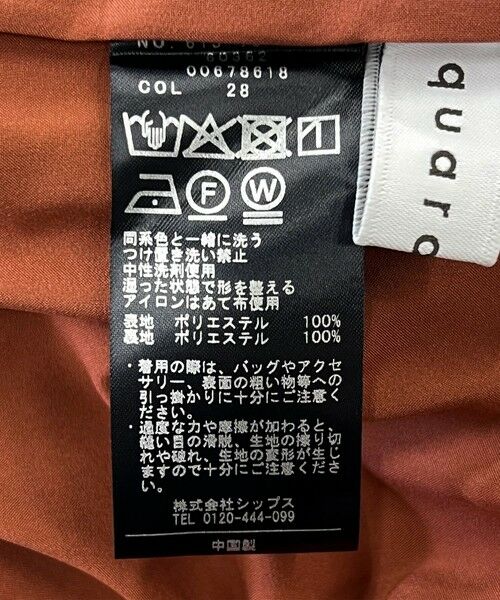 00678618
COL 28
F
W
同系色と一緒に洗う
つけ置き洗い禁止
中性洗剤使用
湿った状態で形を整える
アイロンはあて布使用
表地 ポリエステル 100%
裏地 ポリエステル 100%
・着用の際は、バッグやアクセ
サリー、表面の粗い物等への
引っ掛かりに十分にご注意く
ださい。
・過度な力や摩擦が加わると、
縫い目の滑脱、生地の擦り切
れや破れ、生地の変形が生じ
ますので十分にご注意くださ
い。
株式会社シップス
TEL 0120-444-099
中国製
quaro